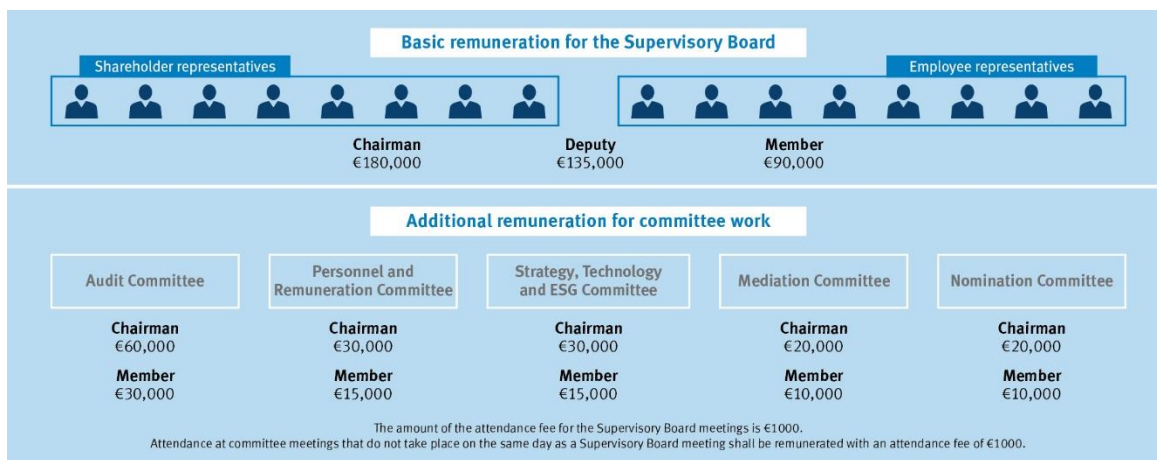 Basic remuneration for the Supervisory Board
Shareholder representatives
Employee representatives
Chairman
€180,000
Deputy
€135,000
Member
€90,000
Additional remuneration for committee work
Audit Committee
Chairman
€60,000
Member
€30,000
Personnel and
Remuneration Committee
Chairman
€30,000
Member
€15,000
Strategy, Technology
and ESG Committee
Chairman
€30,000
Member
€15,000
Mediation Committee
Chairman
€20,000
Member
€10,000
Nomination Committee
Chairman
€20,000
Member
€10,000
The amount of the attendance fee for the Supervisory Board meetings is €1000.
Attendance at committee meetings that do not take place on the same day as a Supervisory Board meeting shall be remunerated with an attendance fee of €1000.